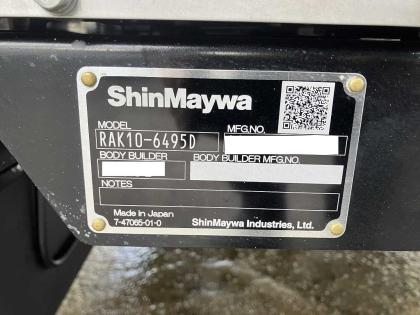 ShinMaywa
MODEL MFG.NO.
RAK10-6495D
BODY BUILDER BODY BUILDER MFG.NO.
NOTES
Made in Japan
7-47065-01-0 ShinMaywa Industries, Ltd.